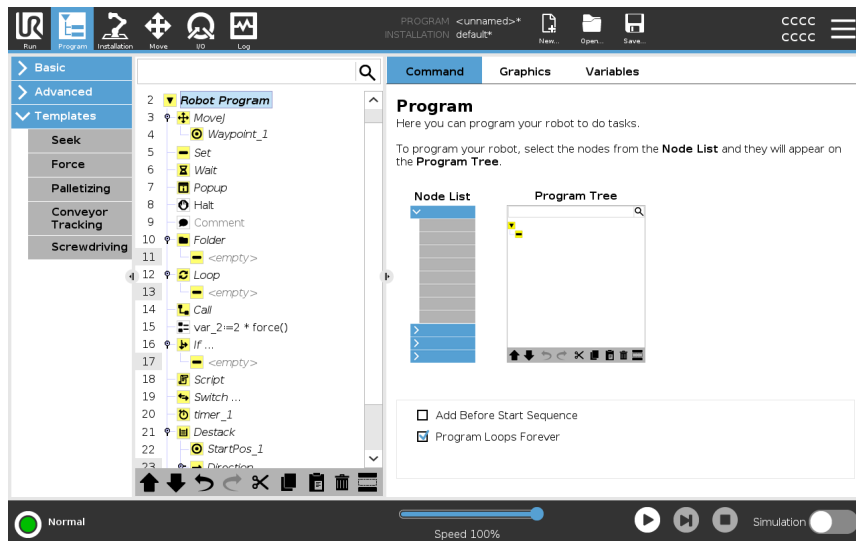 PROGRAM <unnamed>*
INSTALLATION default*
CCCC
CCCC
Run
Program
Installation
Move
I/O
Log
New...
Open...
Save...
Basic
Advanced
Templates
Seek
Force
Palletizing
Conveyor
Tracking
Screwdriving
2 Robot Program
3 MoveJ
4 Waypoint_1
5 Set
6 Wait
7 Popup
8 Halt
9 Comment
10 Folder
11 <empty>
12 Loop
13 <empty>
14 Call
15 var_2:=2 * force()
16 If ...
17 <empty>
18 Script
19 Switch ...
20 timer_1
21 Destack
22 StartPos_1
23 Direction
Command
Graphics
Variables
Program
Here you can program your robot to do tasks.
To program your robot, select the nodes from the Node List and they will appear on
the Program Tree.
Node List
Program Tree
Add Before Start Sequence
Program Loops Forever
Normal
Speed 100%
Simulation